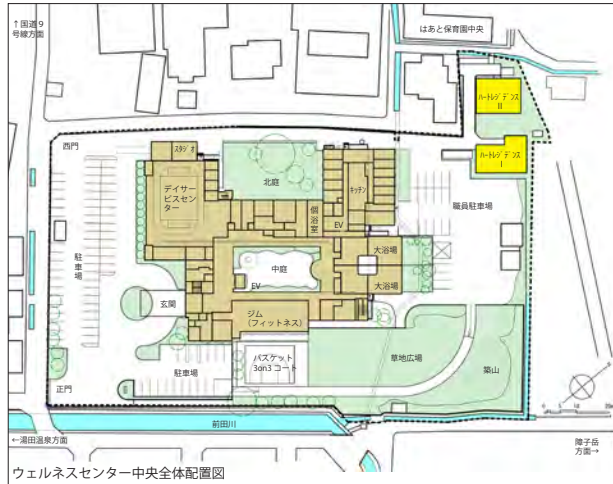 ↑国道9
号線方面
はあと保育園中央
ハートレジデンス
II
ハートレジデンス
I
西門
スタジオ
北庭
キッチン
デイサー
ビスセン
ター
個
浴
室
EV
職員駐車場
駐
車
場
大浴場
中庭
EV
大浴場
玄関
ジム
(フィットネス)
バスケット
3on3コート
草地広場
築山
駐車場
正門
前田川
←湯田温泉方面
障子岳
方面→
ウェルネスセンター中央全体配置図